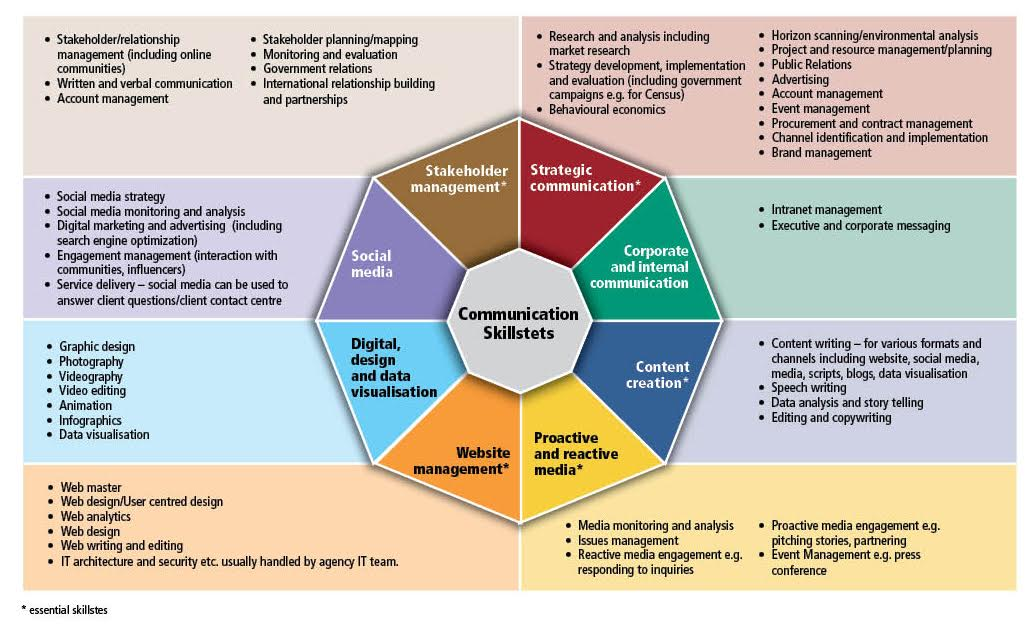 • Stakeholder/relationship
management (including online
communities)
• Written and verbal communication
• Account management
• Stakeholder planning/mapping
• Monitoring and evaluation
• Government relations
• International relationship building
and partnerships
• Research and analysis including
market research
• Strategy development, implementation
and evaluation (including government
campaigns e.g. for Census)
• Behavioural economics
• Horizon scanning/environmental analysis
• Project and resource management/planning
• Public Relations
• Advertising
• Account management
• Event management
• Procurement and contract management
• Channel identification and implementation
• Brand management
Stakeholder
management*
Strategic
communication*
• Social media strategy
• Social media monitoring and analysis
• Digital marketing and advertising (including
search engine optimization)
• Engagement management (interaction with
communities, influencers)
• Service delivery – social media can be used to
answer client questions/client contact centre
Social
media
Corporate
and internal
communication
• Intranet management
• Executive and corporate messaging
Communication
Skillstets
• Graphic design
• Photography
• Videography
• Video editing
• Animation
• Infographics
• Data visualisation
Digital,
design
and data
visualisation
Content
creation*
• Content writing – for various formats and
channels including website, social media,
media, scripts, blogs, data visualisation
• Speech writing
• Data analysis and story telling
• Editing and copywriting
Website
management*
Proactive
and reactive
media*
• Web master
• Web design/User centred design
• Web analytics
• Web design
• Web writing and editing
• IT architecture and security etc. usually handled by agency IT team.
• Media monitoring and analysis
• Issues management
• Reactive media engagement e.g.
responding to inquiries
• Proactive media engagement e.g.
pitching stories, partnering
• Event Management e.g. press
conference
* essential skillstes